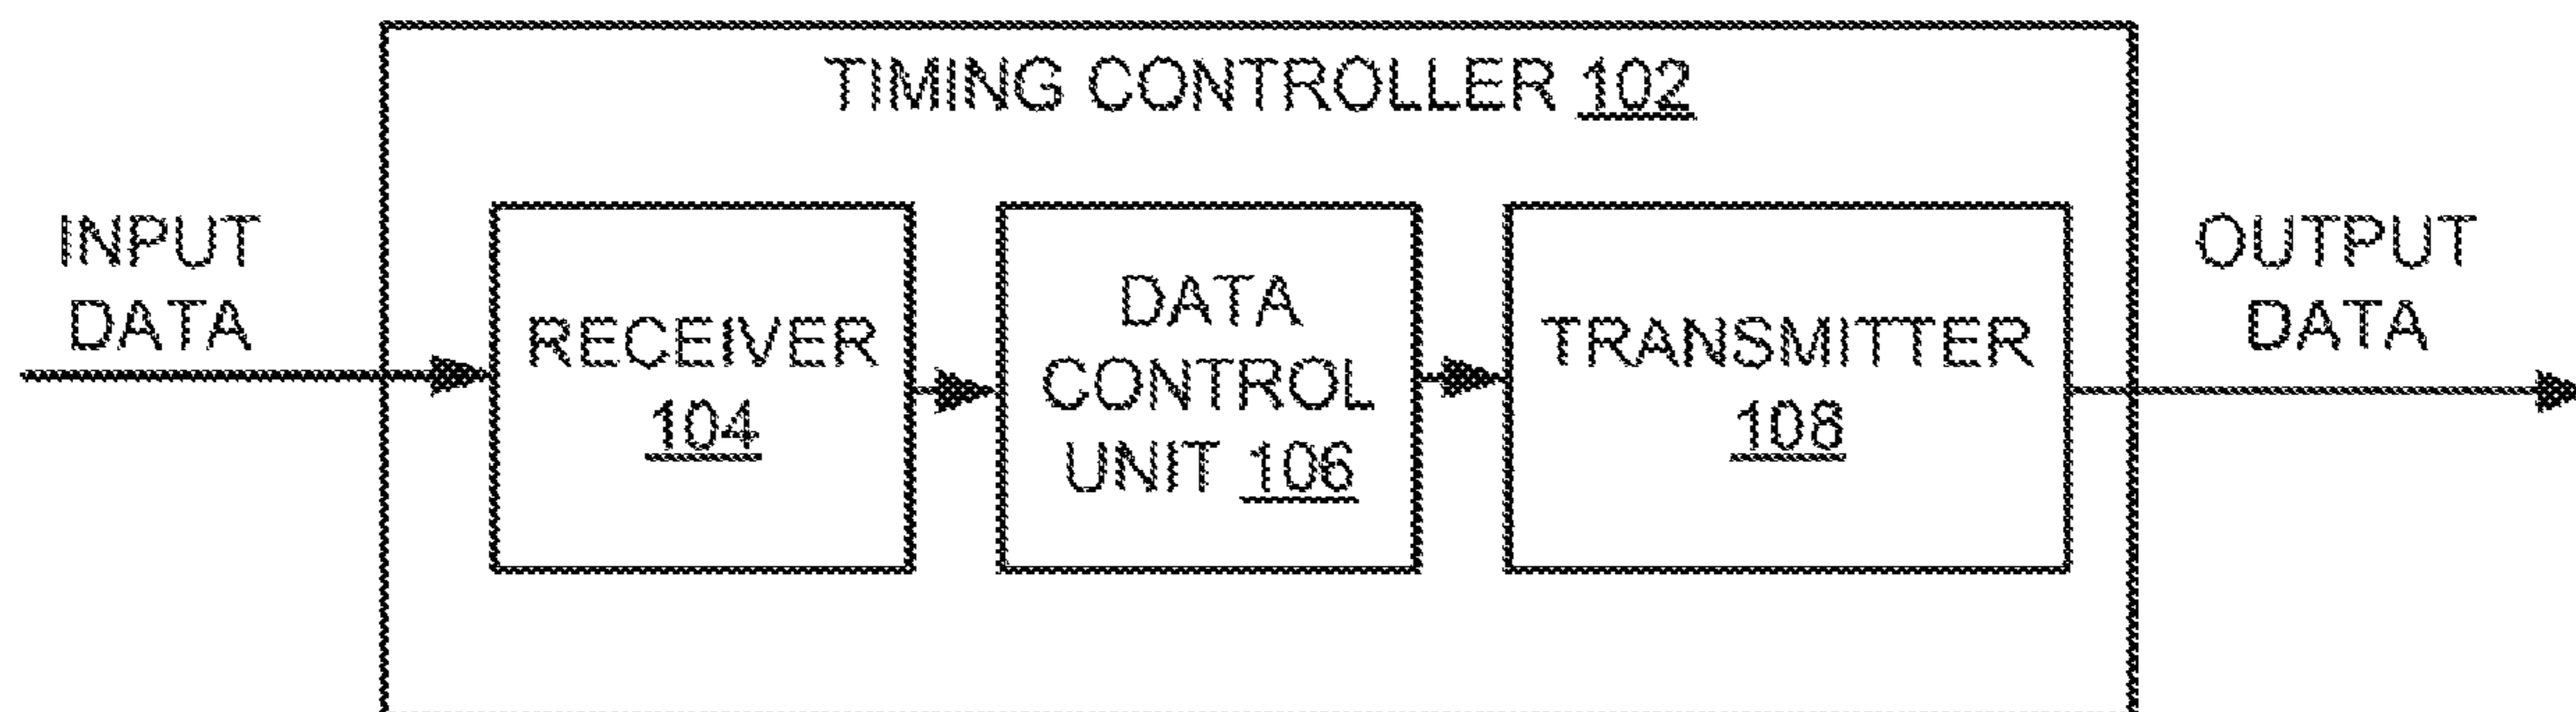 TIMING CONTROLLER 102
INPUT
DATA
RECEIVER
104
DATA
CONTROL
UNIT 106
TRANSMITTER
108
OUTPUT
DATA